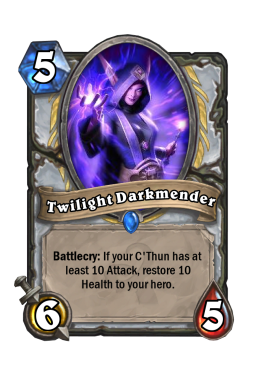 5
Twilight Darkmender
Battlecry: If your C'Thun has at
least 10 Attack, restore 10
Health to your hero.
6
5